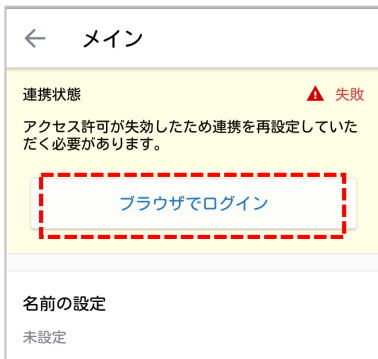 メイン
連携状態 失敗
アクセス許可が失効したため連携を再設定していた
だく必要があります。
ブラウザでログイン
名前の設定
未設定